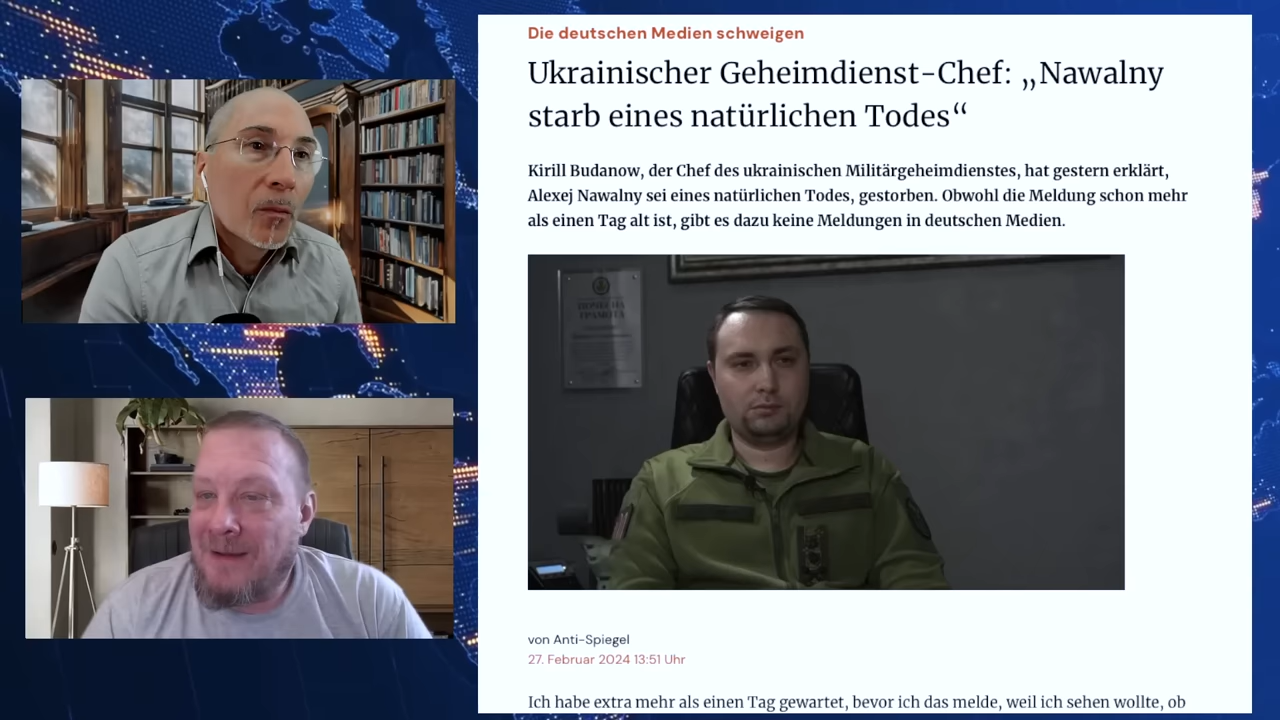 Die deutschen Medien schweigen
Ukrainischer Geheimdienst-Chef: „Nawalny
starb eines natürlichen Todes“
Kirill Budanow, der Chef des ukrainischen Militärgeheimdienstes, hat gestern erklärt,
Alexej Nawalny sei eines natürlichen Todes, gestorben. Obwohl die Meldung schon mehr
als einen Tag alt ist, gibt es dazu keine Meldungen in deutschen Medien.
von Anti-Spiegel
27. Februar 2024 13:51 Uhr
Ich habe extra mehr als einen Tag gewartet, bevor ich das melde, weil ich sehen wollte, ob